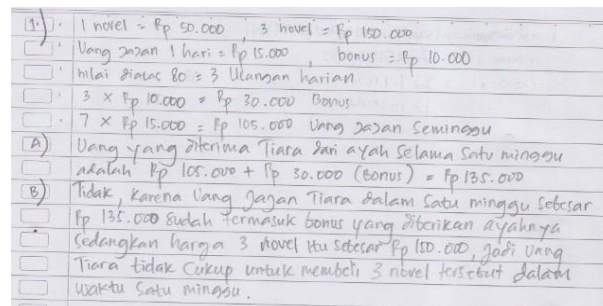 1.) 1 novel = Rp 50.000 , 3 novel = Rp 150.000
Uang Jajan 1 hari = Rp 15.000 , bonus = Rp 10.000
nilai diatas 80 = 3 Ulangan harian
3 x Rp 10.000 = Rp 30.000 Bonus
7 x Rp 15.000 = Rp 105.000 Uang Jajan Seminggu
A) Uang yang diterima Tiara dari ayah Selama Satu minggu
adalah Rp 105.000 + Rp 30.000 (Bonus) = Rp 135.000
B) Tidak, Karena Uang Jajan Tiara dalam Satu minggu Sebesar
Rp 135.000 Sudah termasuk bonus yang diberikan ayahnya
Sedangkan harga 3 novel itu Sebesar Rp 150.000, Jadi Uang
Tiara tidak Cukup untuk membeli 3 novel tersebut dalam
Waktu Satu minggu.